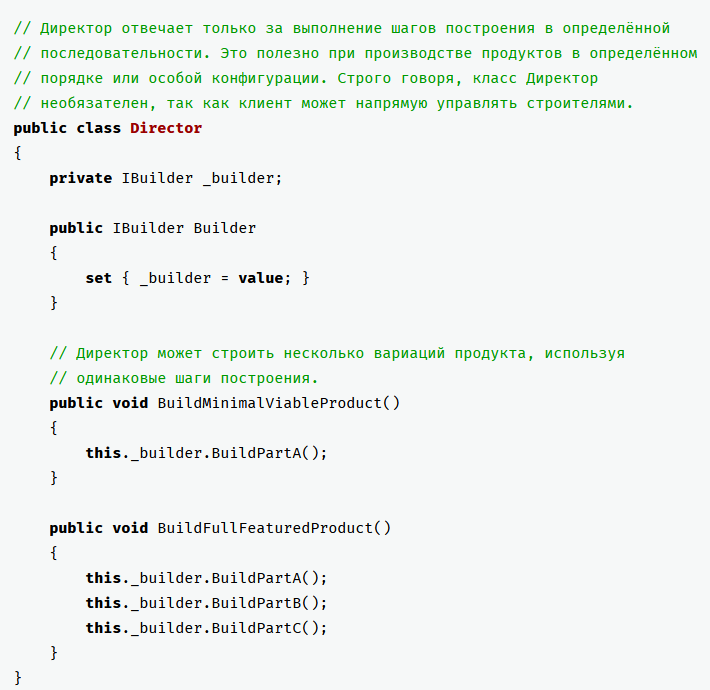 // Директор отвечает только за выполнение шагов построения в определённой
// последовательности. Это полезно при производстве продуктов в определённом
// порядке или особой конфигурации. Строго говоря, класс Директор
// необязателен, так как клиент может напрямую управлять строителями.
public class Director
{
    private IBuilder _builder;

    public IBuilder Builder
    {
        set { _builder = value; }
    }

    // Директор может строить несколько вариаций продукта, используя
    // одинаковые шаги построения.
    public void BuildMinimalViableProduct()
    {
        this._builder.BuildPartA();
    }

    public void BuildFullFeaturedProduct()
    {
        this._builder.BuildPartA();
        this._builder.BuildPartB();
        this._builder.BuildPartC();
    }
}